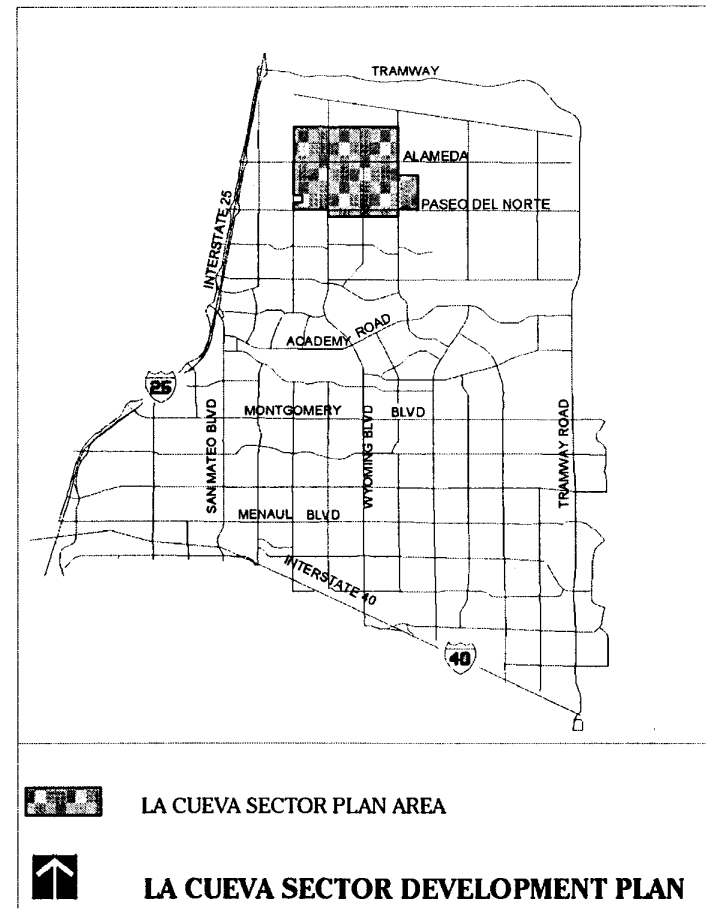 TRAMWAY
ALAMEDA
PASEO DEL NORTE
INTERSTATE 25
ACADEMY ROAD
25
MONTGOMERY BLVD
SAN MATEO BLVD
WYOMING BLVD
TRAMWAY ROAD
MENAUL BLVD
INTERSTATE 40
40
LA CUEVA SECTOR PLAN AREA
LA CUEVA SECTOR DEVELOPMENT PLAN